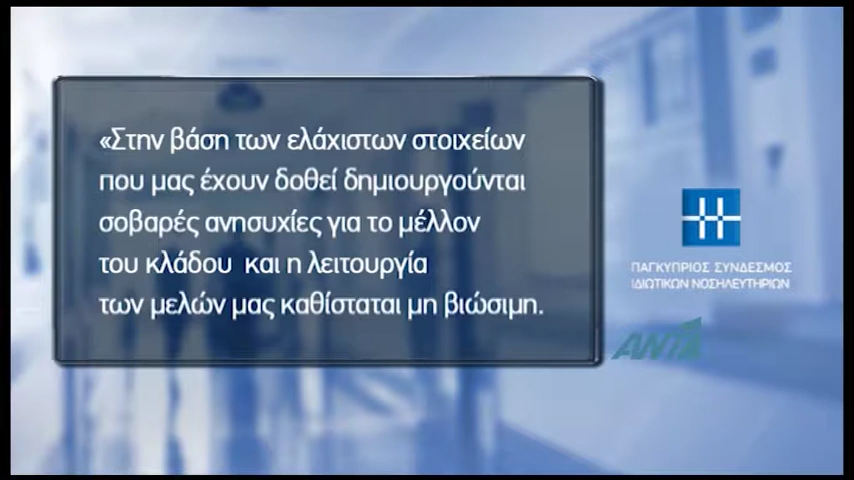 «Στην βάση των ελάχιστων στοιχείων
που μας έχουν δοθεί δημιουργούνται
σοβαρές ανησυχίες για το μέλλον
του κλάδου και η λειτουργία
των μελών μας καθίσταται μη βιώσιμη.
ΠΑΓΚΥΠΡΙΟΣ ΣΥΝΔΕΣΜΟΣ
ΙΔΙΩΤΙΚΩΝ ΝΟΣΗΛΕΥΤΗΡΙΩΝ
ΑΝΤ1